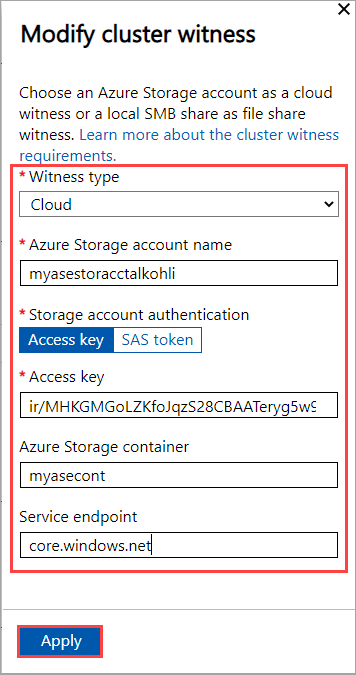 Modify cluster witness
Choose an Azure Storage account as a cloud
witness or a local SMB share as file share
witness. Learn more about the cluster witness
requirements.
* Witness type
Cloud
* Azure Storage account name
myasestoracctalkohli
* Storage account authentication
Access key SAS token
* Access key
ir/MHKGMGoLZKfoJqzS28CBAATeryg5w9
Azure Storage container
myasecont
Service endpoint
core.windows.net
Apply